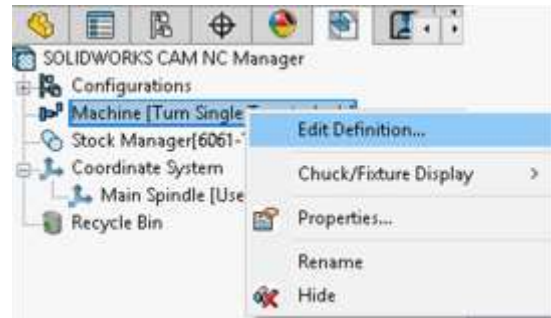 SOLIDWORKS CAM NC Manager
Configurations
Machine [Turn Single
Edit Definition...
Stock Manager[6061-
Chuck/Fixture Display
Coordinate System
Main Spindle [Use
Properties...
Recycle Bin
Rename
Hide